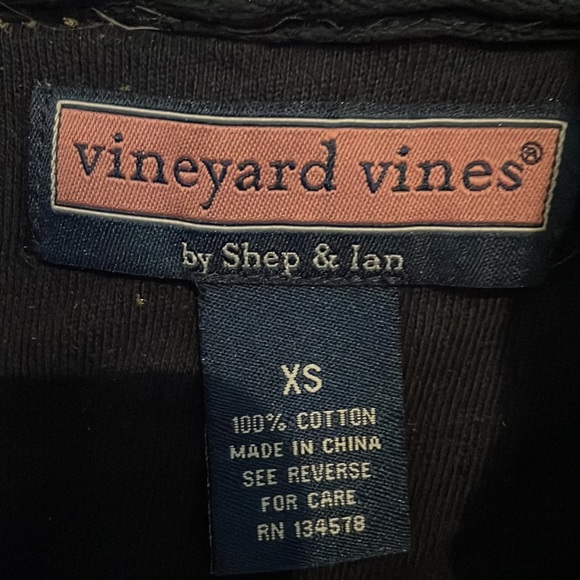 vineyard vines®
by Shep & Ian
XS
100% COTTON
MADE IN CHINA
SEE REVERSE
FOR CARE
RN 134578